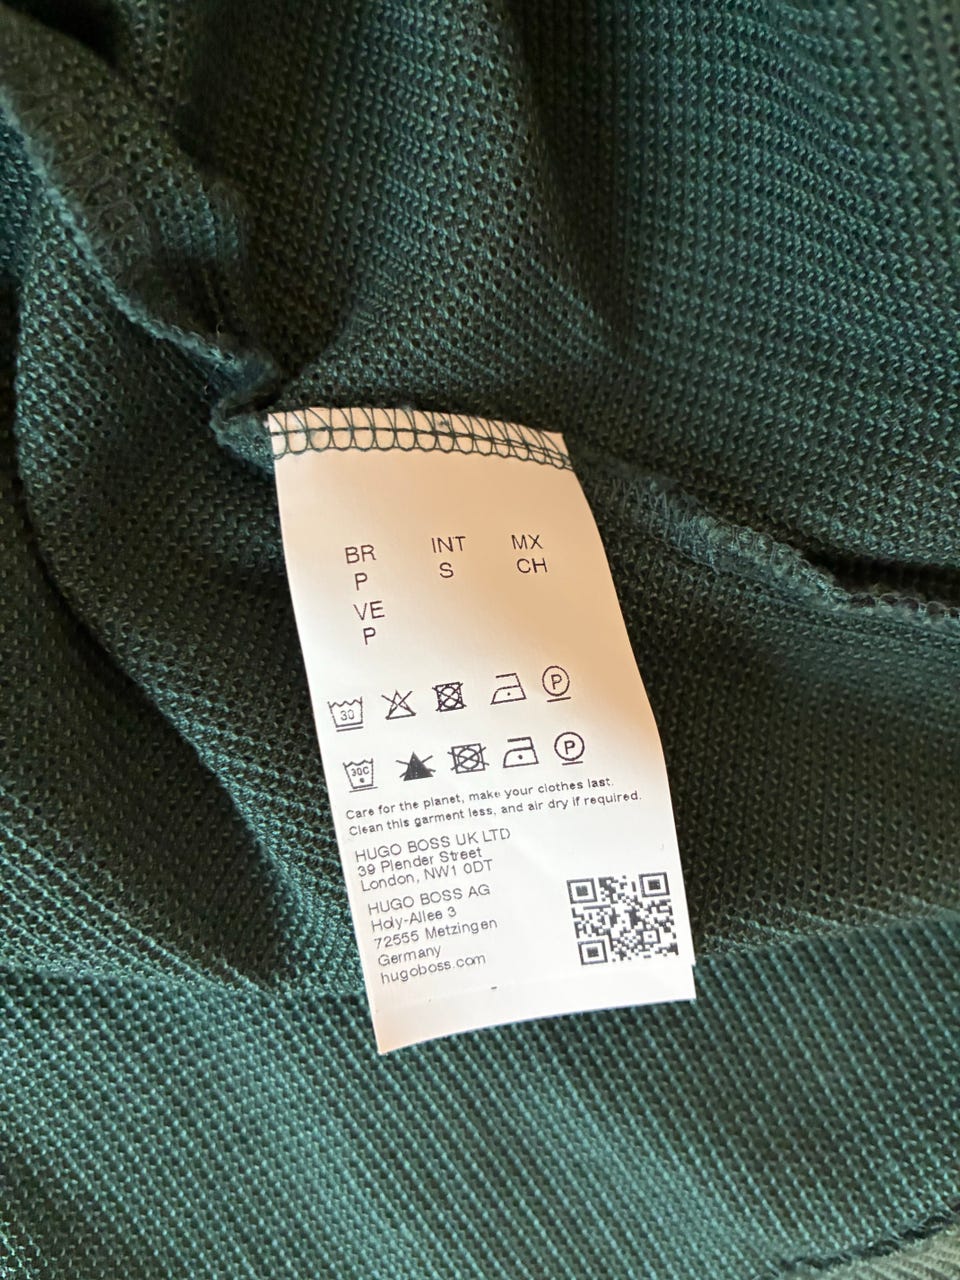 BR INT MX
P S CH
VE
P
30 P
30C P
Care for the planet, make your clothes last.
Clean this garment less, and air dry if required.
HUGO BOSS UK LTD
39 Plender Street
London, NW1 0DT
HUGO BOSS AG
Holy-Allee 3
72555 Metzingen
Germany
hugoboss.com